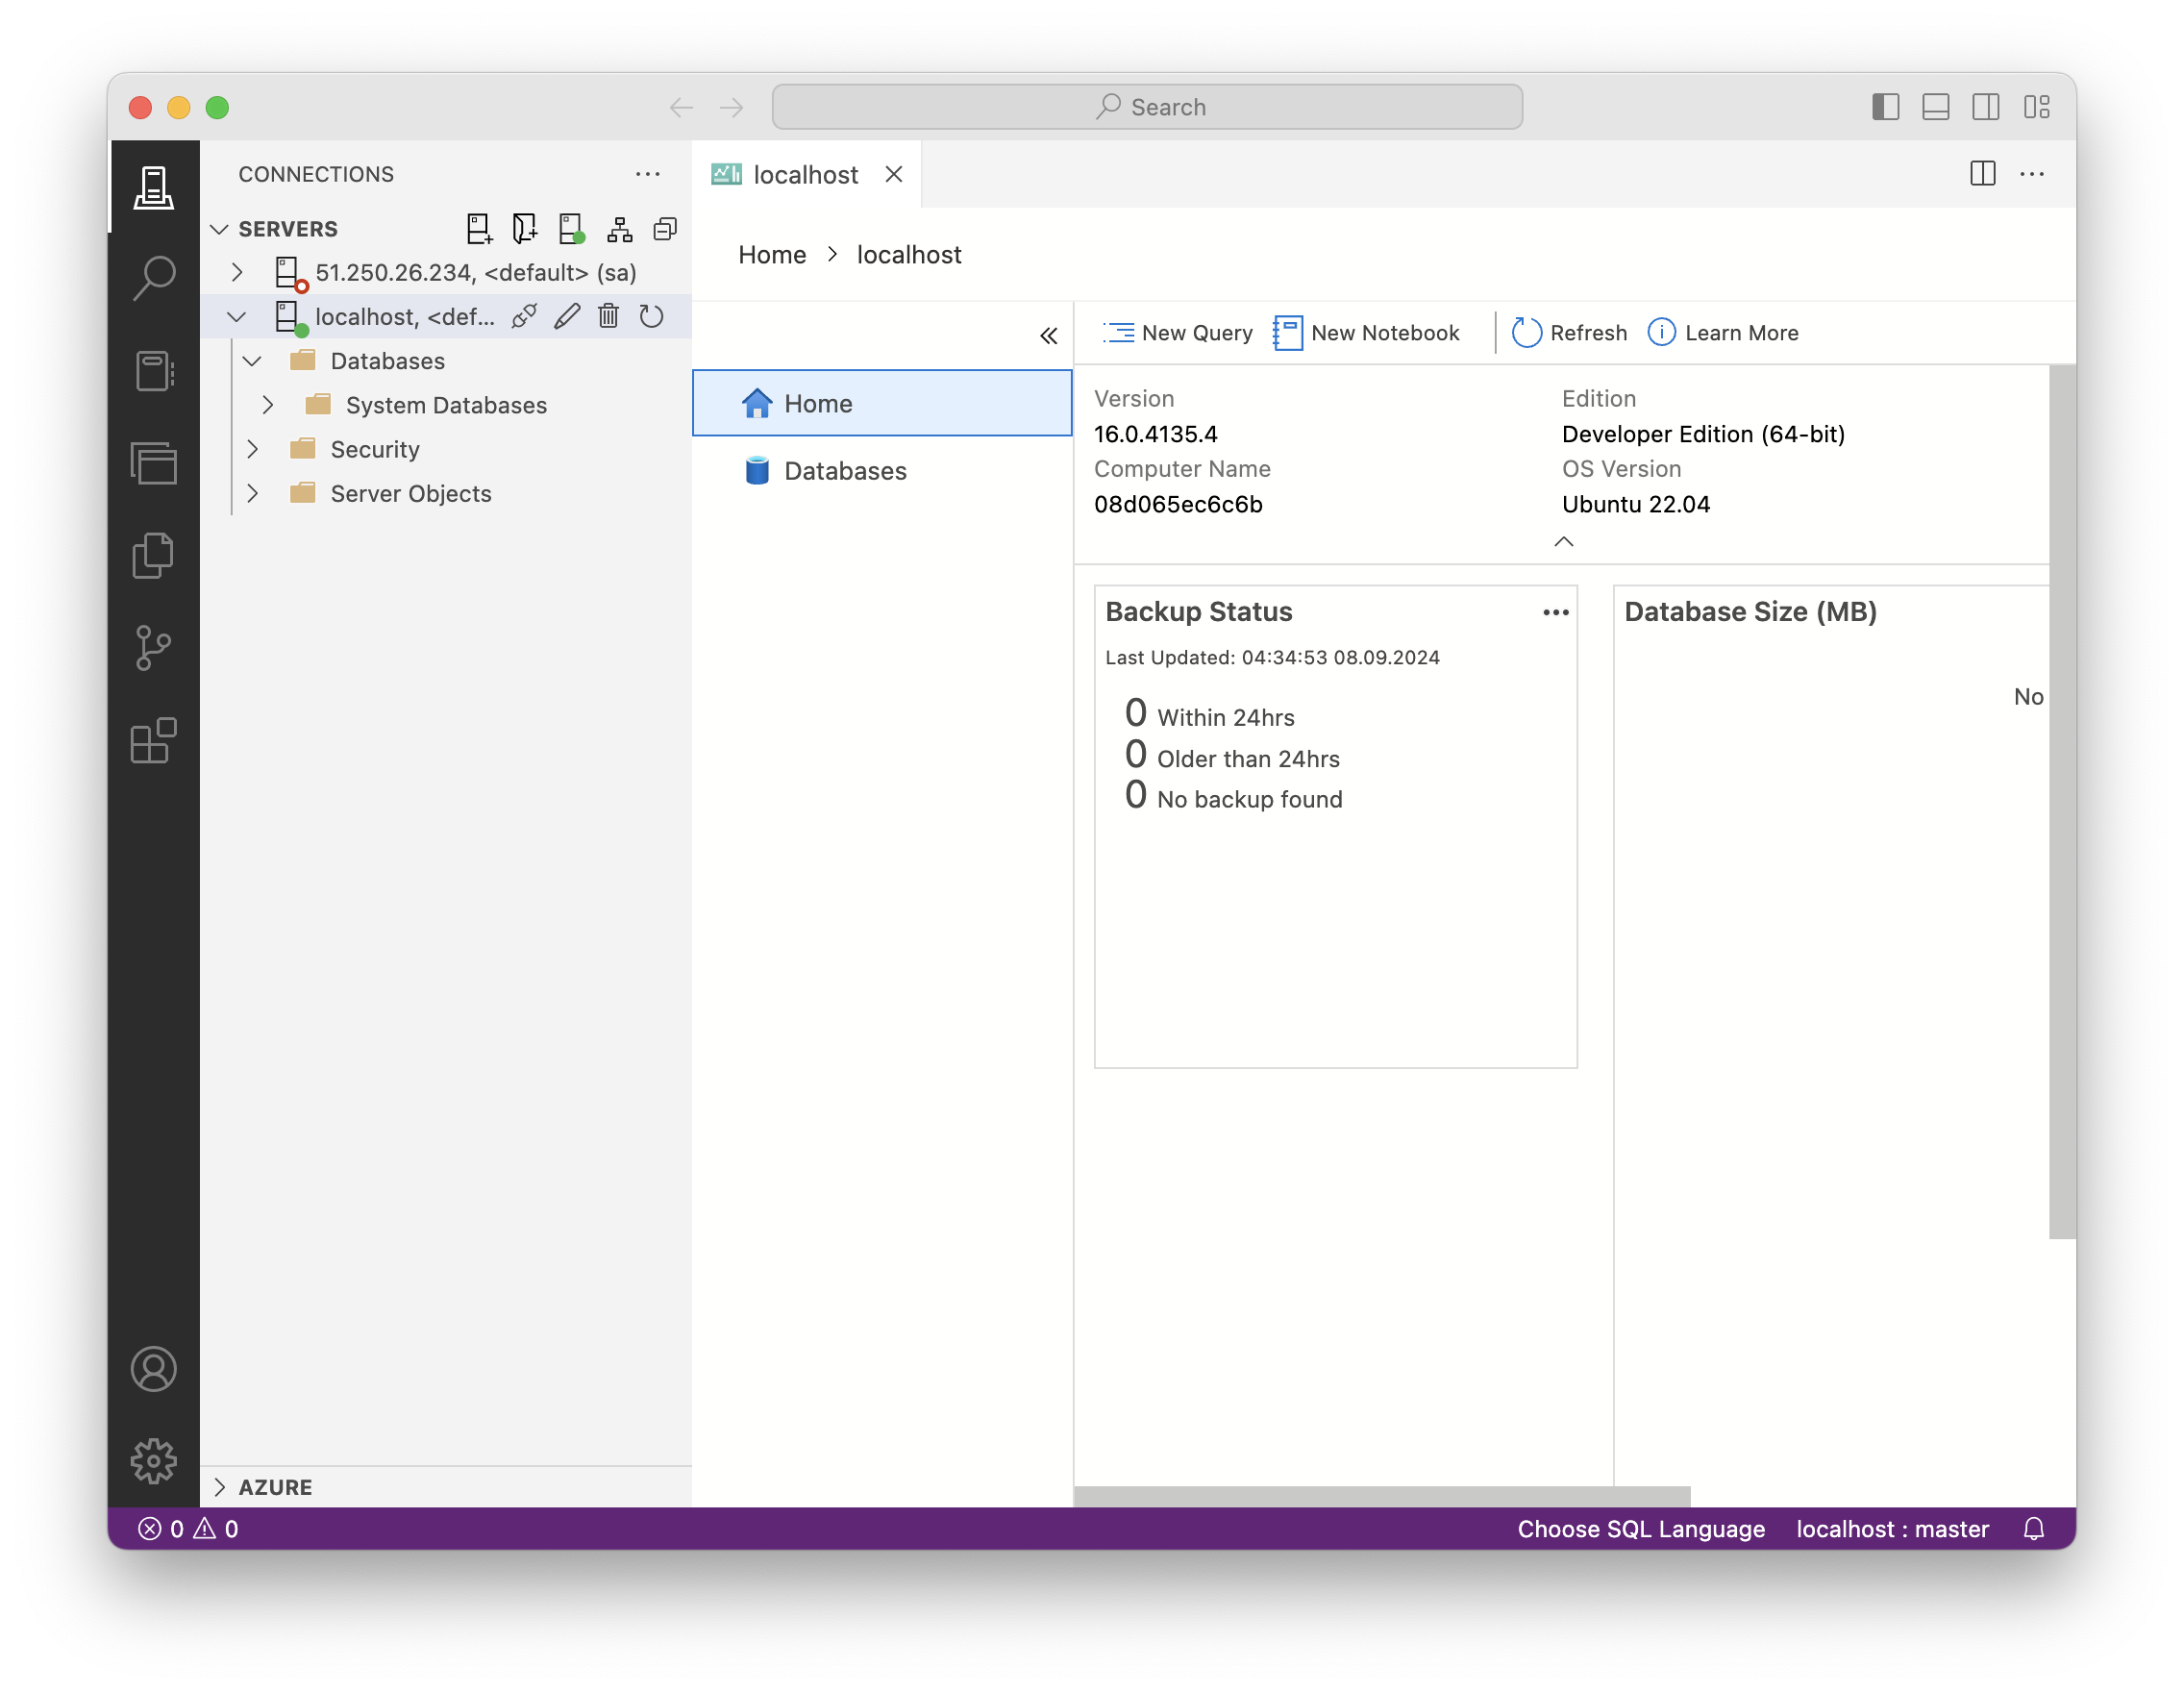 Search
CONNECTIONS
SERVERS
51.250.26.234, <default> (sa)
localhost, <def...
Databases
System Databases
Security
Server Objects
AZURE
localhost
Home > localhost
Home
Databases
New Query New Notebook Refresh Learn More
Version Edition
16.0.4135.4 Developer Edition (64-bit)
Computer Name OS Version
08d065ec6c6b Ubuntu 22.04
Backup Status
Last Updated: 04:34:53 08.09.2024
0 Within 24hrs
0 Older than 24hrs
0 No backup found
Database Size (MB)
No
0 0 Choose SQL Language localhost : master